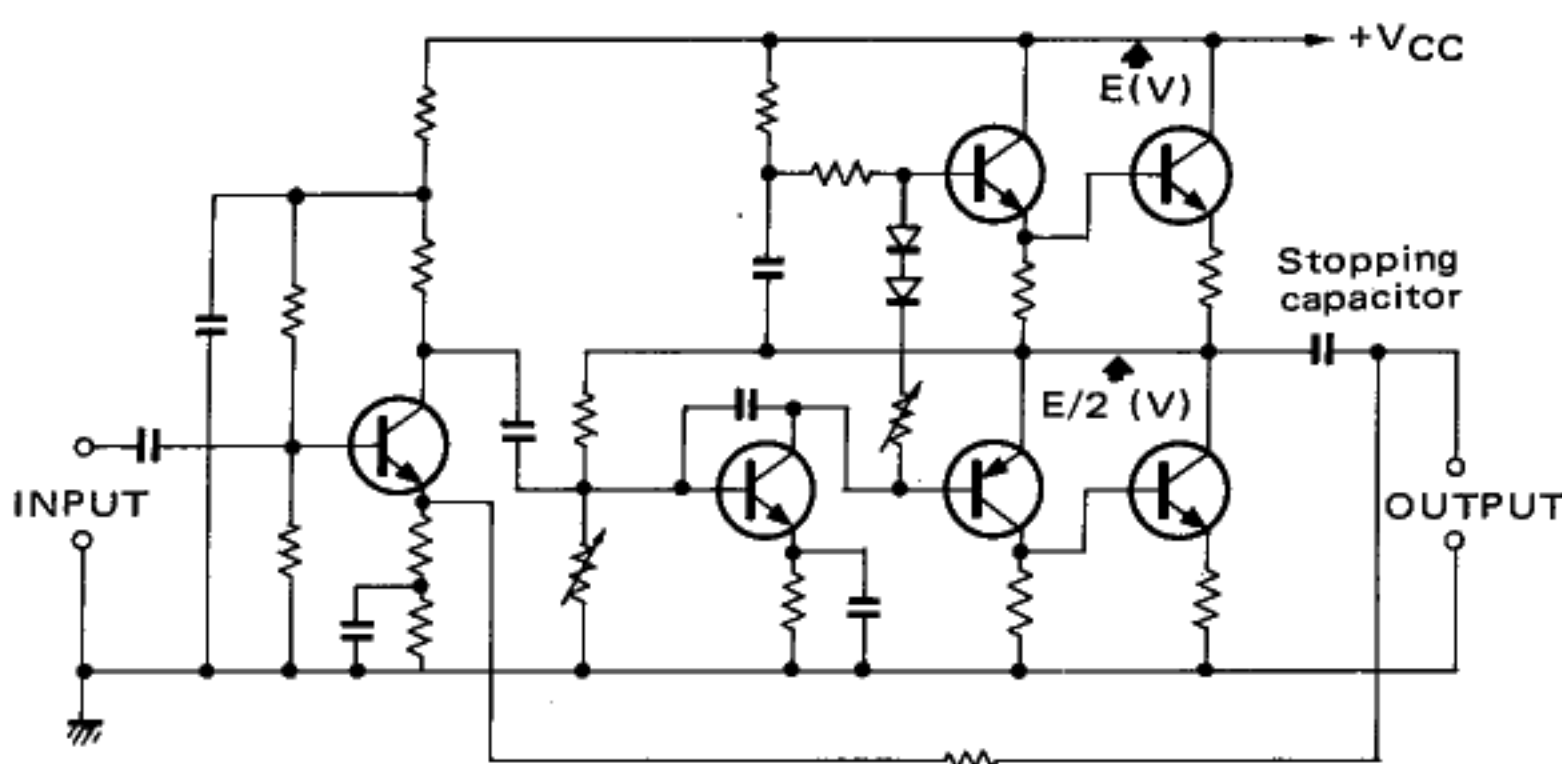 +VCC
E(V)
Stopping
capacitor
E/2 (V)
INPUT
OUTPUT